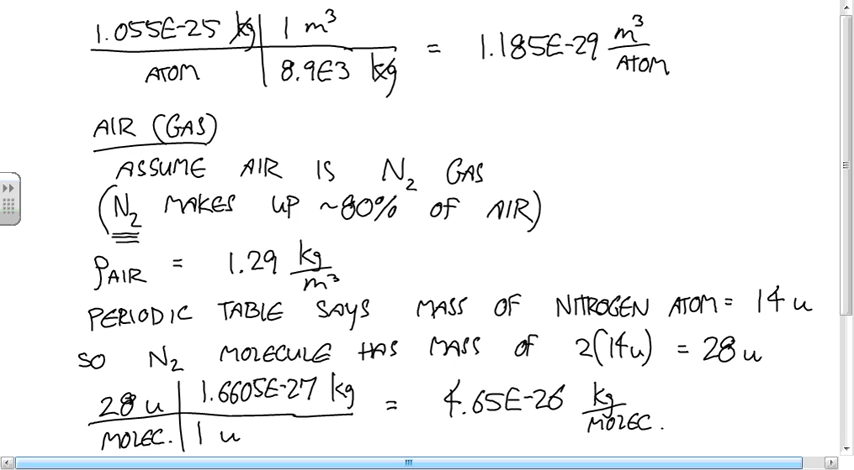 1.055E-25 kg | 1 m³
ATOM | 8.9E3 kg = 1.185E-29 m³/ATOM
AIR (GAS)
ASSUME AIR IS N₂ GAS
(N₂ MAKES UP ~80% OF AIR)
ρAIR = 1.29 kg/m³
PERIODIC TABLE SAYS MASS OF NITROGEN ATOM = 14 u
SO N₂ MOLECULE HAS MASS OF 2(14u) = 28 u
28 u | 1.6605E-27 kg
MOLEC. | 1 u = 4.65E-26 kg/MOLEC.